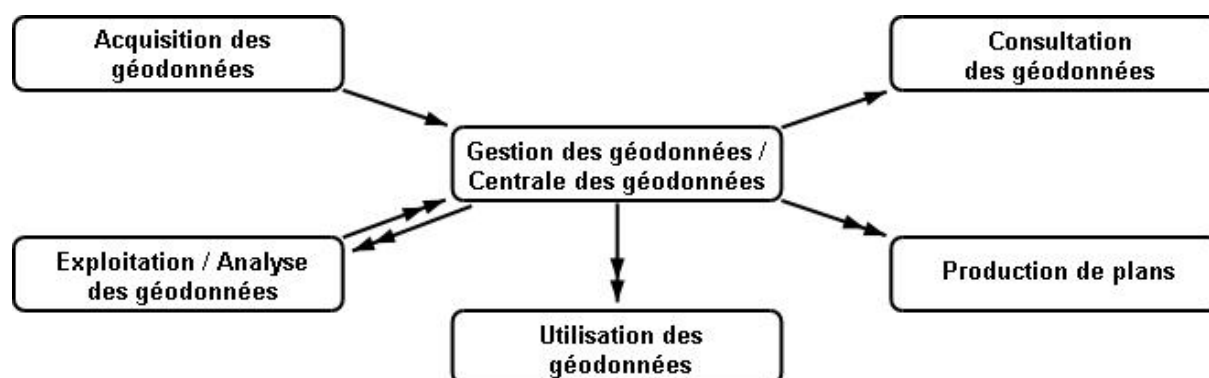 Acquisition des
géodonnées
Consultation
des géodonnées
Gestion des géodonnées /
Centrale des géodonnées
Exploitation / Analyse
des géodonnées
Production de plans
Utilisation des
géodonnées